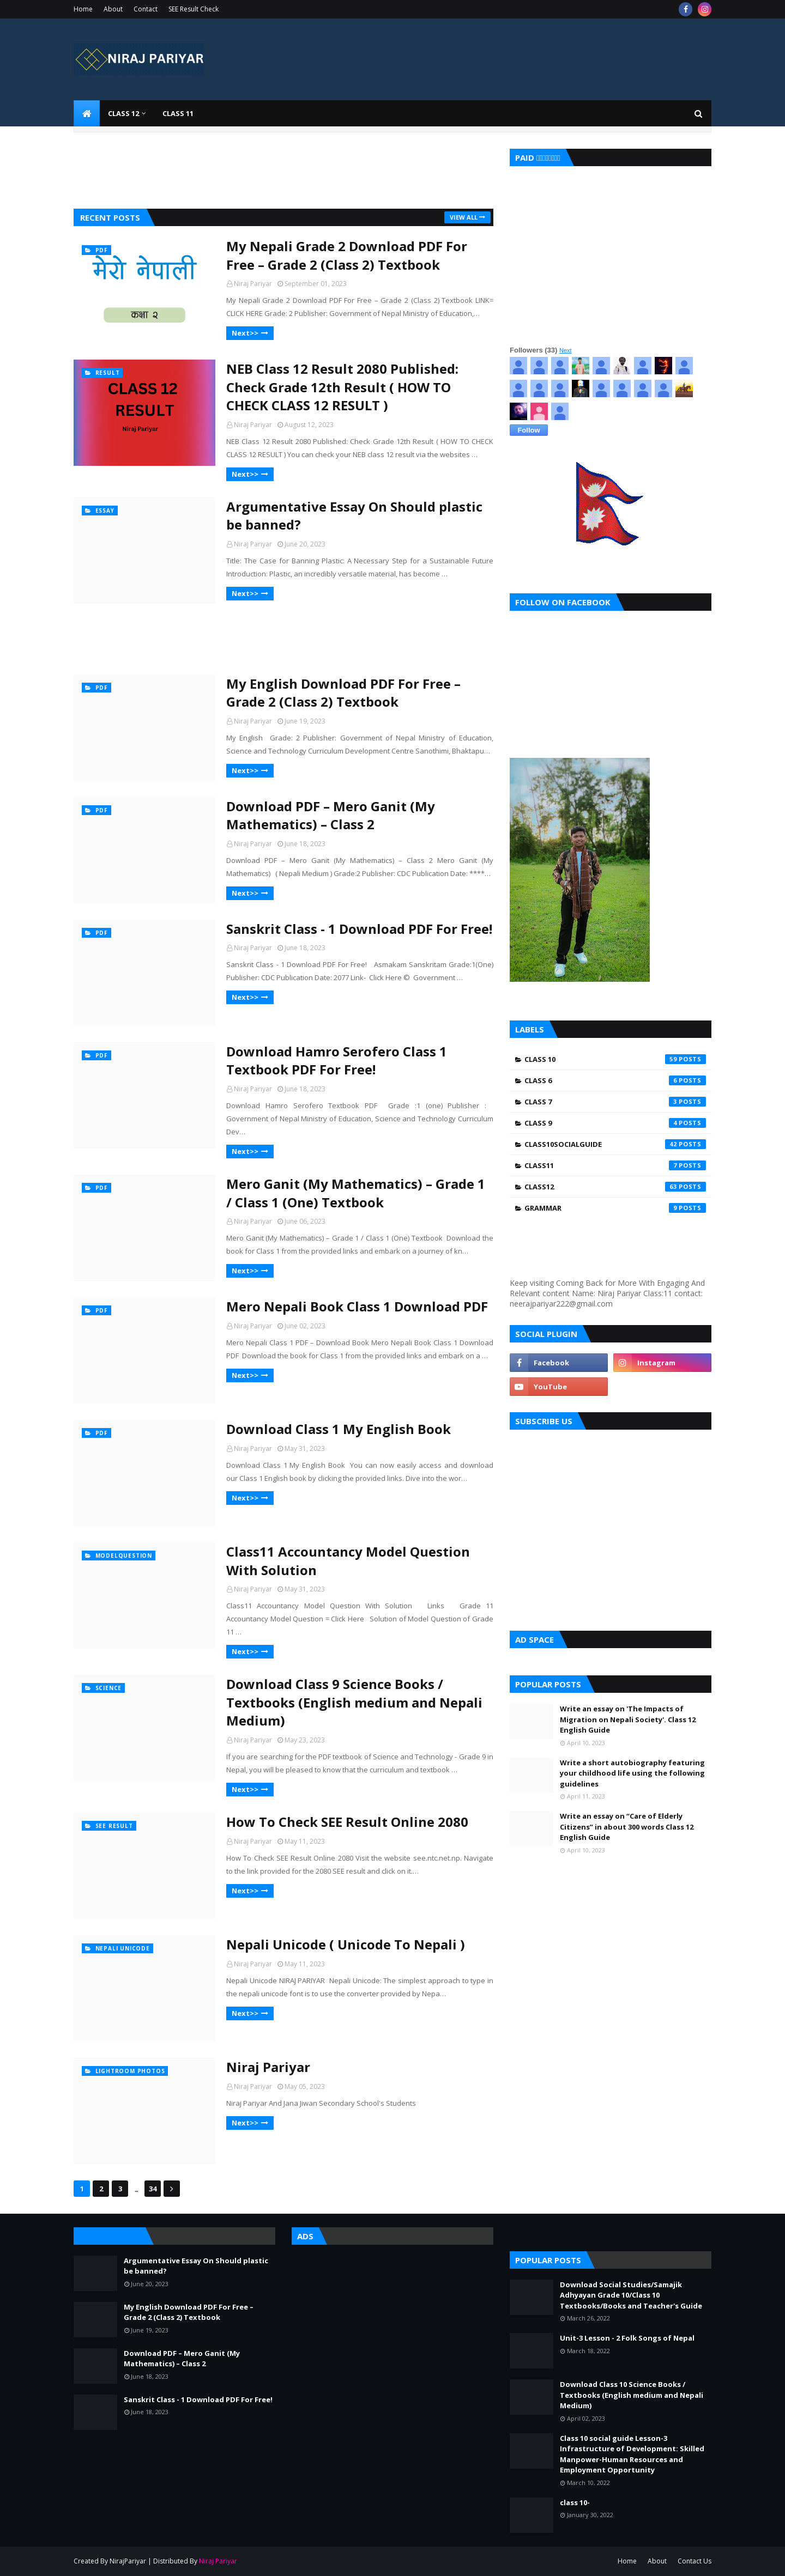 Home About Contact SEE Result Check
NIRAJ PARIYAR
CLASS 12 CLASS 11
RECENT POSTS
VIEW ALL
PDF
मेरो नेपाली
कक्षा २
My Nepali Grade 2 Download PDF For
Free – Grade 2 (Class 2) Textbook
Niraj Pariyar September 01, 2023
My Nepali Grade 2 Download PDF For Free – Grade 2 (Class 2) Textbook LINK=
CLICK HERE Grade: 2 Publisher: Government of Nepal Ministry of Education,…
Next>>
RESULT
CLASS 12
RESULT
Niraj Pariyar
NEB Class 12 Result 2080 Published:
Check Grade 12th Result ( HOW TO
CHECK CLASS 12 RESULT )
Niraj Pariyar August 12, 2023
NEB Class 12 Result 2080 Published: Check Grade 12th Result ( HOW TO CHECK
CLASS 12 RESULT ) You can check your NEB class 12 result via the websites …
Next>>
ESSAY
Argumentative Essay On Should plastic
be banned?
Niraj Pariyar June 20, 2023
Title: The Case for Banning Plastic: A Necessary Step for a Sustainable Future
Introduction: Plastic, an incredibly versatile material, has become …
Next>>
PDF
My English Download PDF For Free –
Grade 2 (Class 2) Textbook
Niraj Pariyar June 19, 2023
My English Grade: 2 Publisher: Government of Nepal Ministry of Education,
Science and Technology Curriculum Development Centre Sanothimi, Bhaktapu…
Next>>
PDF
Download PDF – Mero Ganit (My
Mathematics) – Class 2
Niraj Pariyar June 18, 2023
Download PDF – Mero Ganit (My Mathematics) – Class 2 Mero Ganit (My
Mathematics) ( Nepali Medium ) Grade:2 Publisher: CDC Publication Date: ****…
Next>>
PDF
Sanskrit Class - 1 Download PDF For Free!
Niraj Pariyar June 18, 2023
Sanskrit Class - 1 Download PDF For Free! Asmakam Sanskritam Grade:1(One)
Publisher: CDC Publication Date: 2077 Link- Click Here © Government …
Next>>
PDF
Download Hamro Serofero Class 1
Textbook PDF For Free!
Niraj Pariyar June 18, 2023
Download Hamro Serofero Textbook PDF Grade :1 (one) Publisher :
Government of Nepal Ministry of Education, Science and Technology Curriculum
Dev…
Next>>
PDF
Mero Ganit (My Mathematics) – Grade 1
/ Class 1 (One) Textbook
Niraj Pariyar June 06, 2023
Mero Ganit (My Mathematics) – Grade 1 / Class 1 (One) Textbook Download the
book for Class 1 from the provided links and embark on a journey of kn…
Next>>
PDF
Mero Nepali Book Class 1 Download PDF
Niraj Pariyar June 02, 2023
Mero Nepali Class 1 PDF – Download Book Mero Nepali Book Class 1 Download
PDF Download the book for Class 1 from the provided links and embark on a …
Next>>
PDF
Download Class 1 My English Book
Niraj Pariyar May 31, 2023
Download Class 1 My English Book You can now easily access and download
our Class 1 English book by clicking the provided links. Dive into the wor…
Next>>
MODELQUESTION
Class11 Accountancy Model Question
With Solution
Niraj Pariyar May 31, 2023
Class11 Accountancy Model Question With Solution Links Grade 11
Accountancy Model Question = Click Here Solution of Model Question of Grade
11 …
Next>>
SCIENCE
Download Class 9 Science Books /
Textbooks (English medium and Nepali
Medium)
Niraj Pariyar May 23, 2023
If you are searching for the PDF textbook of Science and Technology - Grade 9 in
Nepal, you will be pleased to know that the curriculum and textbook …
Next>>
SEE RESULT
How To Check SEE Result Online 2080
Niraj Pariyar May 11, 2023
How To Check SEE Result Online 2080 Visit the website see.ntc.net.np. Navigate
to the link provided for the 2080 SEE result and click on it.…
Next>>
NEPALI UNICODE
Nepali Unicode ( Unicode To Nepali )
Niraj Pariyar May 11, 2023
Nepali Unicode NIRAJ PARIYAR Nepali Unicode: The simplest approach to type in
the nepali unicode font is to use the converter provided by Nepa…
Next>>
LIGHTROOM PHOTOS
Niraj Pariyar
Niraj Pariyar May 05, 2023
Niraj Pariyar And Jana Jiwan Secondary School's Students
Next>>
1 2 3 ... 34
PAID
Followers (33) Next
Follow
FOLLOW ON FACEBOOK
LABELS
CLASS 10 59 POSTS
CLASS 6 6 POSTS
CLASS 7 3 POSTS
CLASS 9 4 POSTS
CLASS10SOCIALGUIDE 42 POSTS
CLASS11 7 POSTS
CLASS12 63 POSTS
GRAMMAR 9 POSTS
Keep visiting Coming Back for More With Engaging And
Relevant content Name: Niraj Pariyar Class:11 contact:
neerajpariyar222@gmail.com
SOCIAL PLUGIN
Facebook Instagram
YouTube
SUBSCRIBE US
AD SPACE
POPULAR POSTS
Write an essay on 'The Impacts of
Migration on Nepali Society'. Class 12
English Guide
April 10, 2023
Write a short autobiography featuring
your childhood life using the following
guidelines
April 11, 2023
Write an essay on “Care of Elderly
Citizens” in about 300 words Class 12
English Guide
April 10, 2023
Argumentative Essay On Should plastic
be banned?
June 20, 2023
My English Download PDF For Free –
Grade 2 (Class 2) Textbook
June 19, 2023
Download PDF – Mero Ganit (My
Mathematics) – Class 2
June 18, 2023
Sanskrit Class - 1 Download PDF For Free!
June 18, 2023
ADS
POPULAR POSTS
Download Social Studies/Samajik
Adhyayan Grade 10/Class 10
Textbooks/Books and Teacher's Guide
March 26, 2022
Unit-3 Lesson - 2 Folk Songs of Nepal
March 18, 2022
Download Class 10 Science Books /
Textbooks (English medium and Nepali
Medium)
April 02, 2023
Class 10 social guide Lesson-3
Infrastructure of Development: Skilled
Manpower-Human Resources and
Employment Opportunity
March 10, 2022
class 10-
January 30, 2022
Created By NirajPariyar | Distributed By Niraj Pariyar
Home About Contact Us